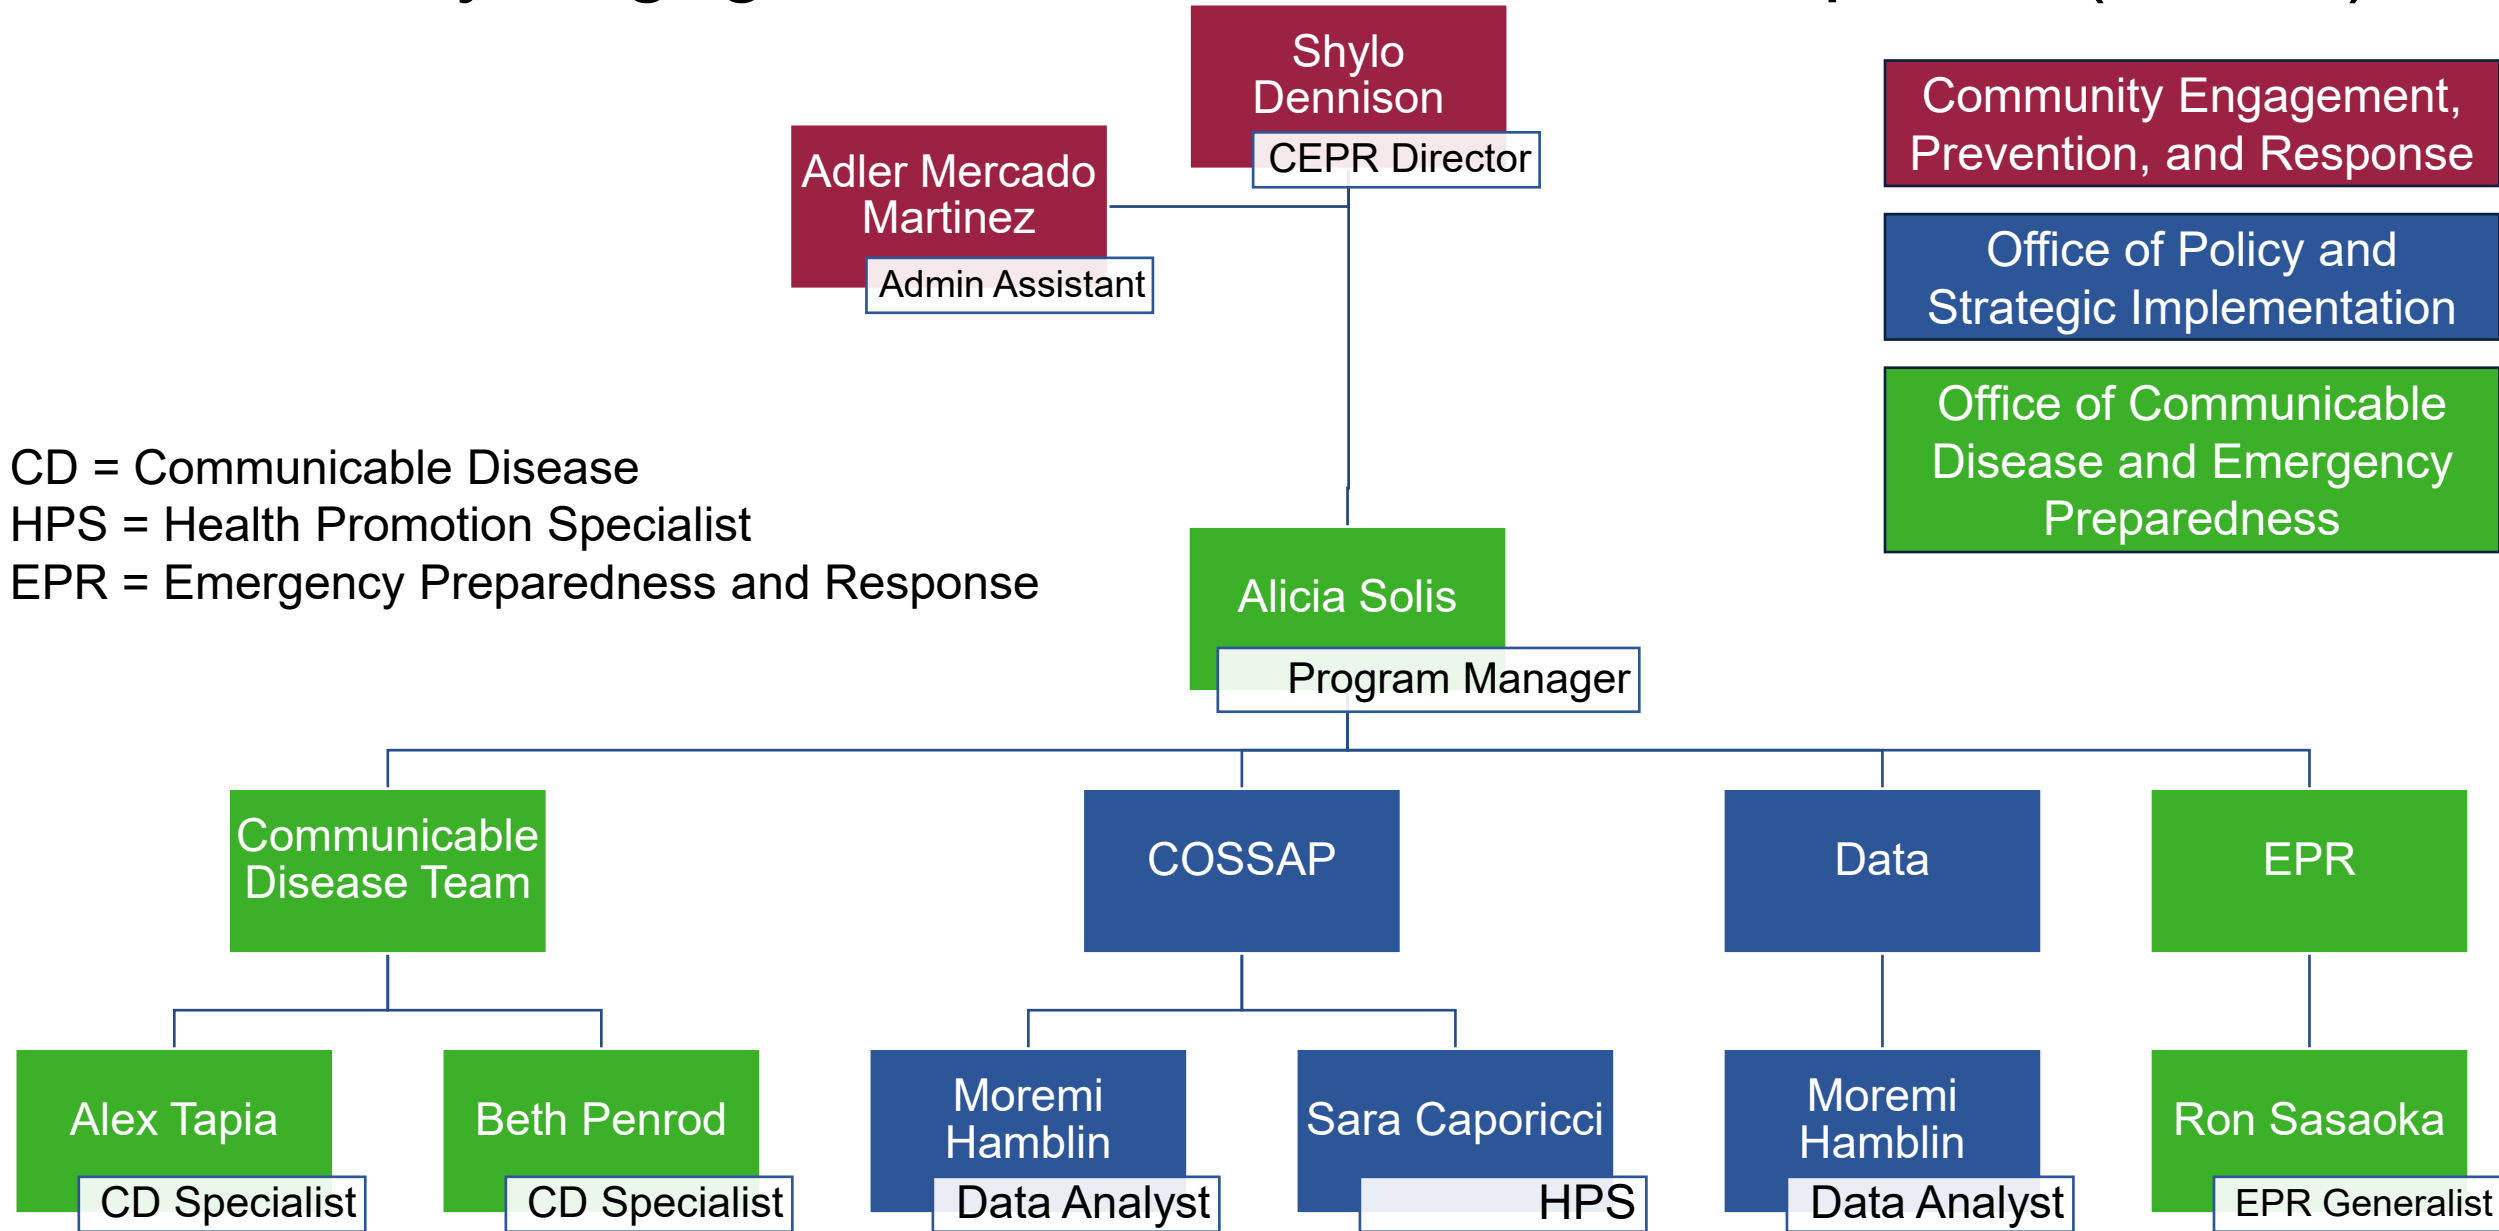 Shylo
Dennison
CEPR Director
Adler Mercado
Martinez
Admin Assistant
Community Engagement,
Prevention, and Response
Office of Policy and
Strategic Implementation
Office of Communicable
Disease and Emergency
Preparedness
CD = Communicable Disease
HPS = Health Promotion Specialist
EPR = Emergency Preparedness and Response
Alicia Solis
Program Manager
Communicable
Disease Team
COSSAP
Data
EPR
Alex Tapia
CD Specialist
Beth Penrod
CD Specialist
Moremi
Hamblin
Data Analyst
Sara Caporicci
HPS
Moremi
Hamblin
Data Analyst
Ron Sasaoka
EPR Generalist